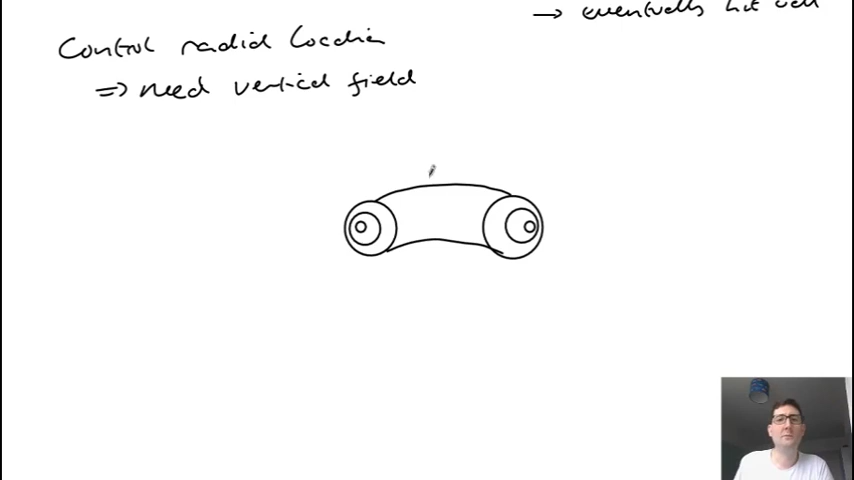 → eventually hit wall
Control radial location
⇒ need vertical field